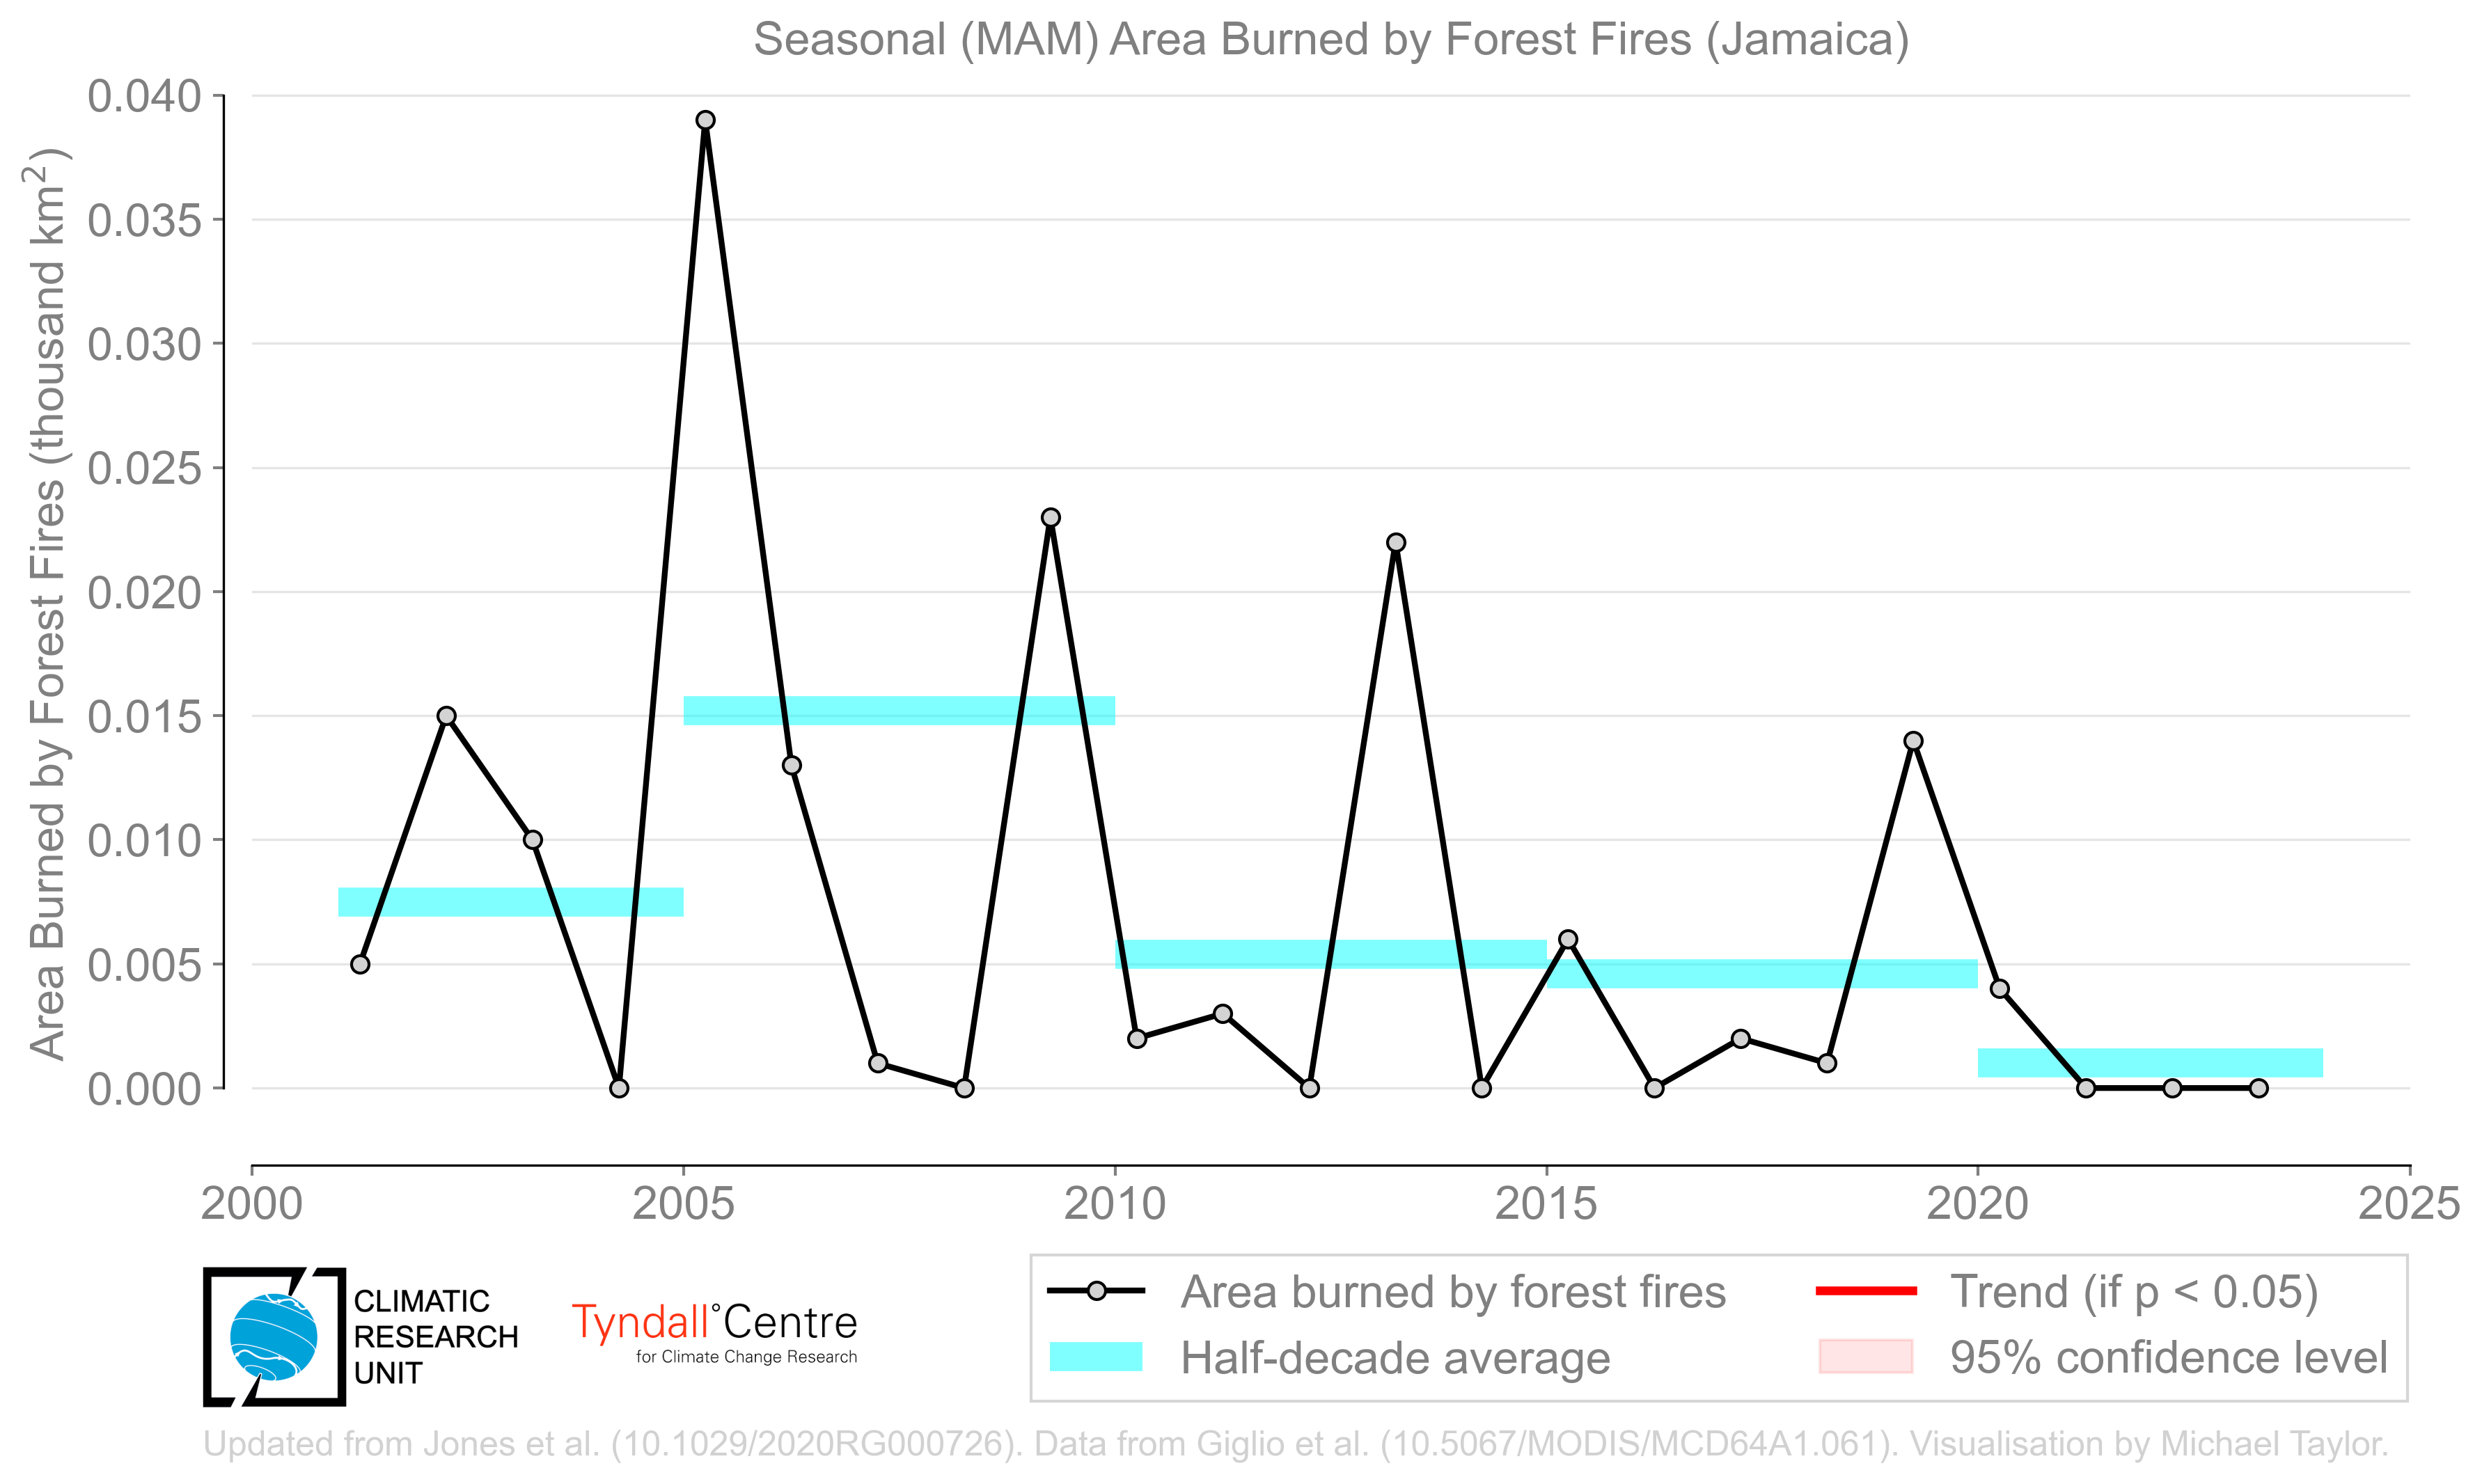 Seasonal (MAM) Area Burned by Forest Fires (Jamaica)
Area Burned by Forest Fires (thousand km²)
0.040
0.035
0.030
0.025
0.020
0.015
0.010
0.005
0.000
2000
2005
2010
2015
2020
2025
CLIMATIC
RESEARCH
UNIT
Tyndall°Centre
for Climate Change Research
Area burned by forest fires
Half-decade average
Trend (if p < 0.05)
95% confidence level
Updated from Jones et al. (10.1029/2020RG000726). Data from Giglio et al. (10.5067/MODIS/MCD64A1.061). Visualisation by Michael Taylor.